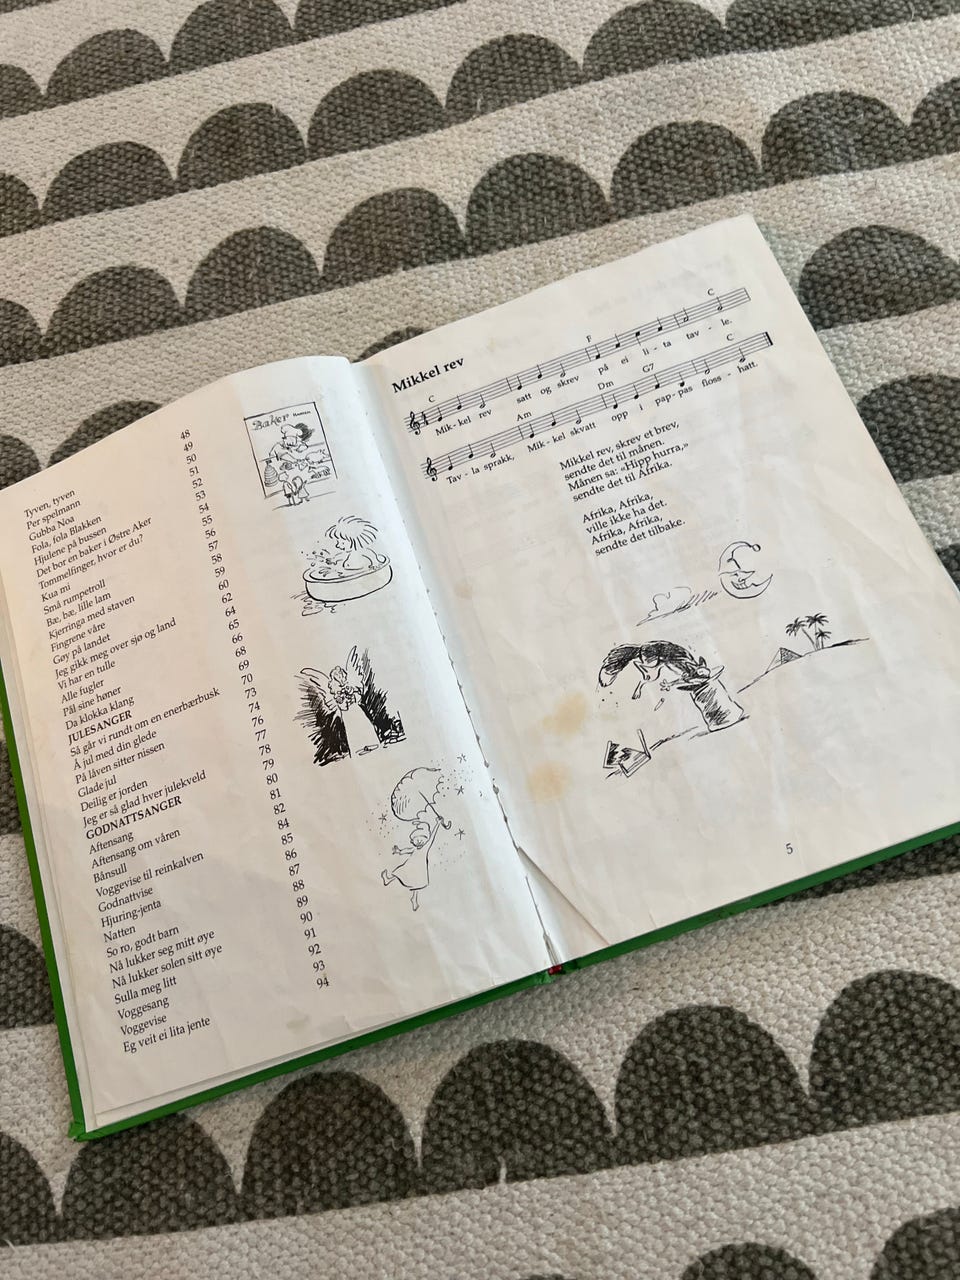 Tyven, tyven 48
Per spelmann 49
Gubba Noa 50
Fola, fola Blakken 51
Hjulene på bussen 52
Det bor en baker i Østre Aker 53
Tommelfinger, hvor er du? 54
Kua mi 55
Små rumpetroll 56
Bæ, bæ, lille lam 57
Kjerringa med staven 58
Fingrene våre 59
Gøy på landet 60
Jeg gikk meg over sjø og land 62
Vi har en tulle 64
Alle fugler 65
Pål sine høner 66
Da klokka klang 68
JULESANGER 69
Så går vi rundt om en enerbærbusk 70
Å jul med din glede 73
På låven sitter nissen 74
Glade jul 76
Deilig er jorden 77
Jeg er så glad hver julekveld 78
GODNATTSANGER 79
Aftensang 80
Aftensang om våren 81
Bånsull 82
Voggevise til reinkalven 84
Godnattvise 85
Hjuring-jenta 86
Natten 87
So ro, godt barn 88
Nå lukker seg mitt øye 89
Nå lukker solen sitt øye 90
Sulla meg litt 91
Voggesang 92
Voggevise 93
Eg veit ei lita jente 94
Baker HANSEN
Mikkel rev
C F C
Mik - kel rev satt og skrev på ei li - ta tav - le.
Am Dm G7 C
Tav - la sprakk, Mik - kel skvatt opp i pap - pas floss - hatt.
Mikkel rev, skrev et brev,
sendte det til månen.
Månen sa: «Hipp hurra,»
sendte det til Afrika.
Afrika, Afrika,
ville ikke ha det.
Afrika, Afrika,
sendte det tilbake.
5